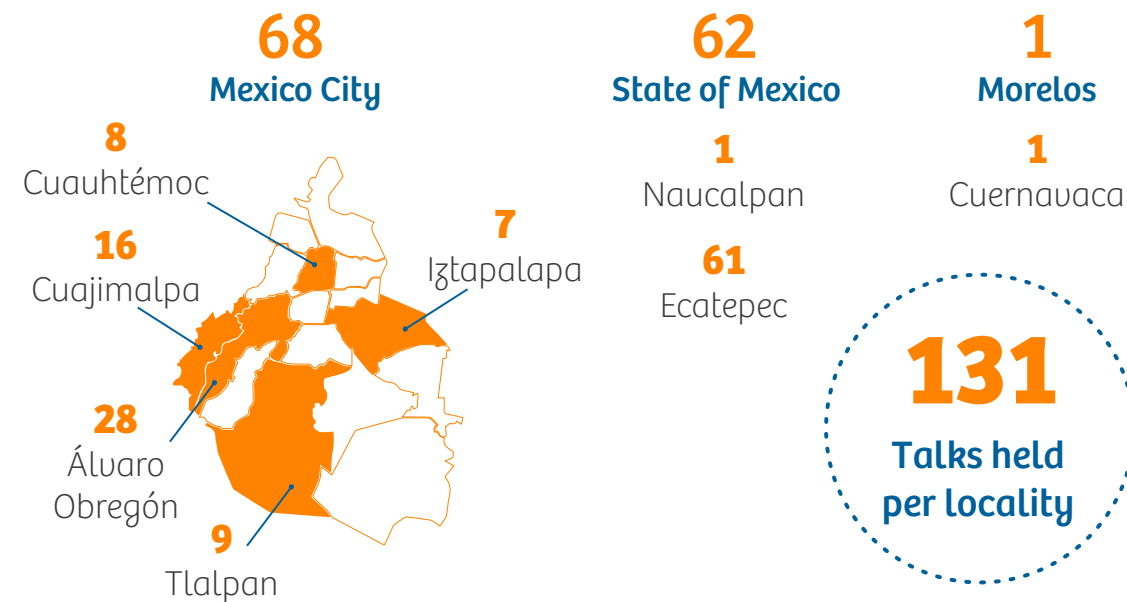 68
Mexico City
8
Cuauhtémoc
16
Cuajimalpa
7
Iztapalapa
28
Álvaro
Obregón
9
Tlalpan
62
State of Mexico
1
Naucalpan
61
Ecatepec
1
Morelos
1
Cuernavaca
131
Talks held
per locality